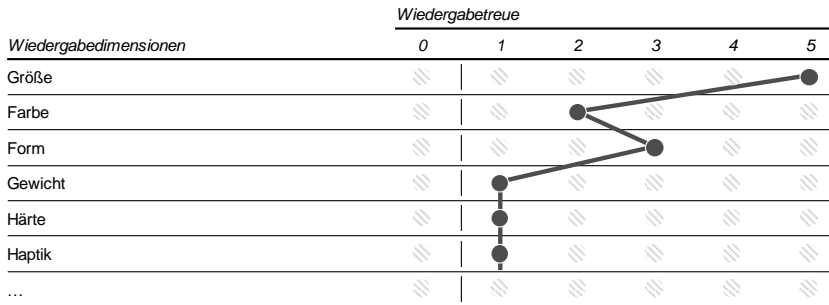 Wiedergabetreue
Wiedergabedimensionen 0 1 2 3 4 5
Größe
Farbe
Form
Gewicht
Härte
Haptik
…